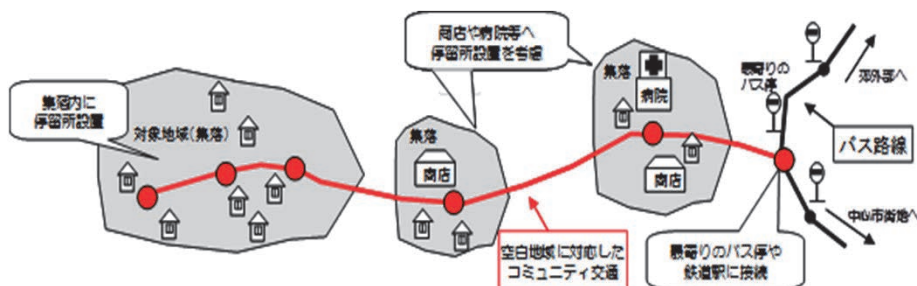 集落内に
停留所設置
対象地域(集落)
商店や病院等へ
停留所設置を考慮
集落
商店
集落
病院
商店
最寄りの
バス停
郊外部へ
バス路線
中心市街地へ
空白地域に対応した
コミュニティ交通
最寄りのバス停や
鉄道駅に接続